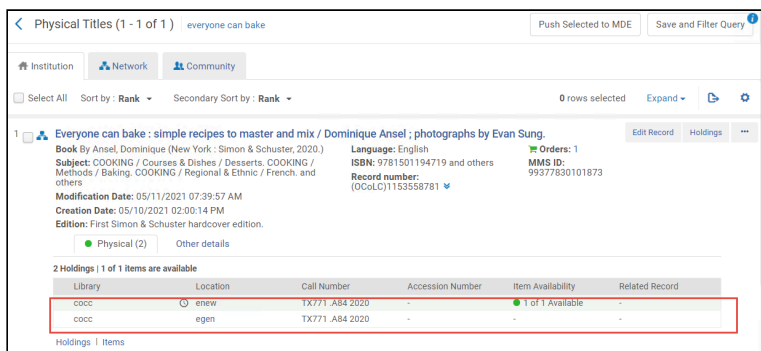 Physical Titles (1 - 1 of 1 ) everyone can bake Push Selected to MDE Save and Filter Query
Institution Network Community
Select All Sort by : Rank Secondary Sort by : Rank 0 rows selected Expand
1 Everyone can bake : simple recipes to master and mix / Dominique Ansel ; photographs by Evan Sung. Edit Record Holdings ...
Book By Ansel, Dominique (New York : Simon & Schuster, 2020.) Language: English Orders: 1
Subject: COOKING / Courses & Dishes / Desserts. COOKING / ISBN: 9781501194719 and others MMS ID:
Methods / Baking. COOKING / Regional & Ethnic / French. and Record number: 99377830101873
others (OCoLC)1153558781
Modification Date: 05/11/2021 07:39:57 AM
Creation Date: 05/10/2021 02:00:14 PM
Edition: First Simon & Schuster hardcover edition.
Physical (2) Other details
2 Holdings | 1 of 1 items are available
Library Location Call Number Accession Number Item Availability Related Record
cocc enew TX771 .A84 2020 - 1 of 1 Available -
cocc egen TX771 .A84 2020 - - -
Holdings | Items